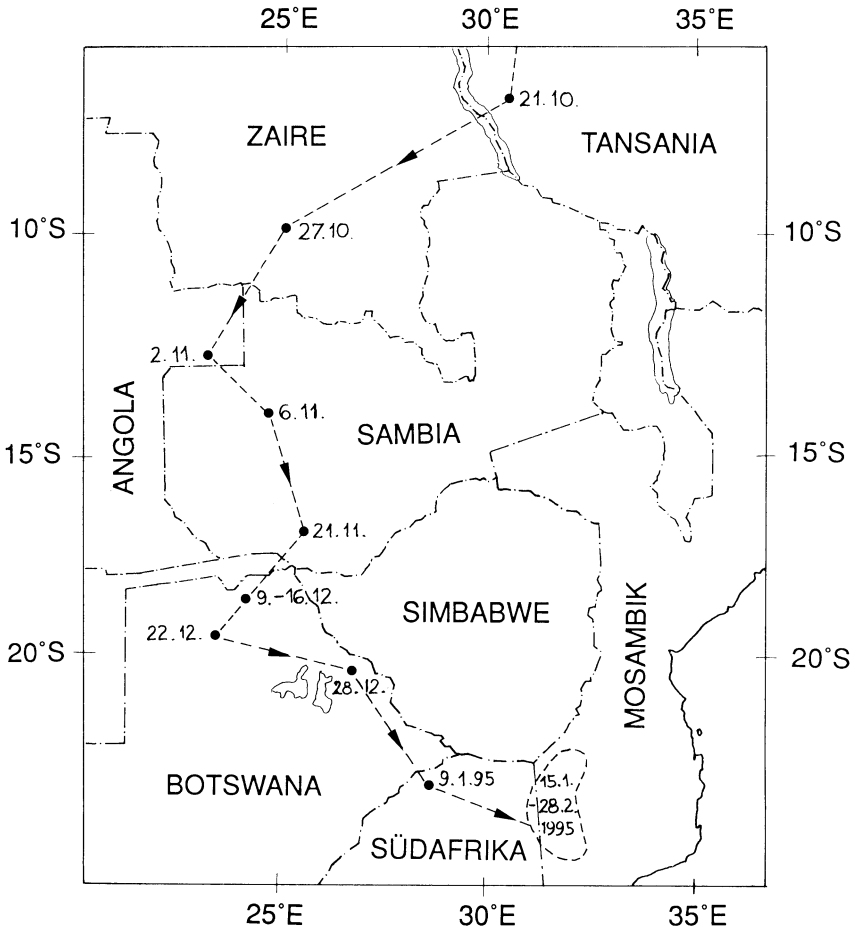 25°E 30°E 35°E
21.10.
ZAIRE
TANSANIA
10°S
27.10.
10°S
2.11.
ANGOLA
6.11.
SAMBIA
15°S
15°S
21.11.
9.-16.12.
SIMBABWE
MOSAMBIK
22.12.
20°S
20°S
28.12.
BOTSWANA
9.1.95
15.1.
-28.2.
1995
SÜDAFRIKA
25°E 30°E 35°E